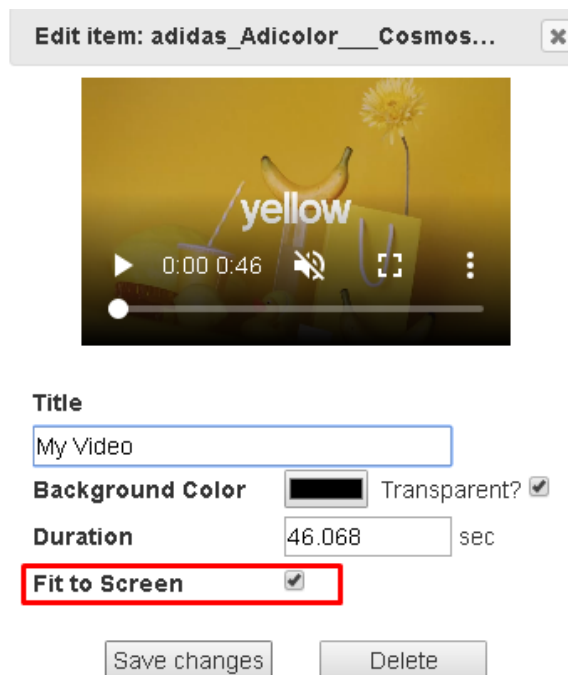 Edit item: adidas_Adicolor___Cosmos...
yellow
0:00 0:46
Title
My Video
Background Color Transparent?
Duration 46.068 sec
Fit to Screen
Save changes Delete